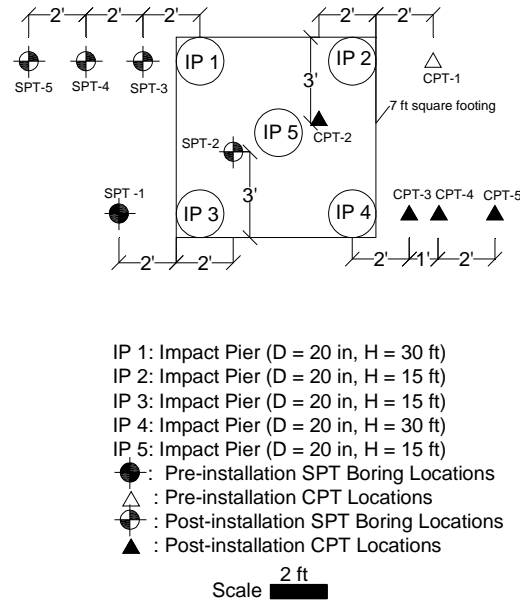 2' 2' 2' 2' 2'
IP 1 IP 2
SPT-5 SPT-4 SPT-3 CPT-1
3'
7 ft square footing
IP 5
CPT-2
SPT-2
SPT -1 3' CPT-3 CPT-4 CPT-5
IP 3 IP 4
2' 2' 2' 1' 2'
IP 1: Impact Pier (D = 20 in, H = 30 ft)
IP 2: Impact Pier (D = 20 in, H = 15 ft)
IP 3: Impact Pier (D = 20 in, H = 15 ft)
IP 4: Impact Pier (D = 20 in, H = 30 ft)
IP 5: Impact Pier (D = 20 in, H = 15 ft)
: Pre-installation SPT Boring Locations
: Pre-installation CPT Locations
: Post-installation SPT Boring Locations
: Post-installation CPT Locations
2 ft
Scale